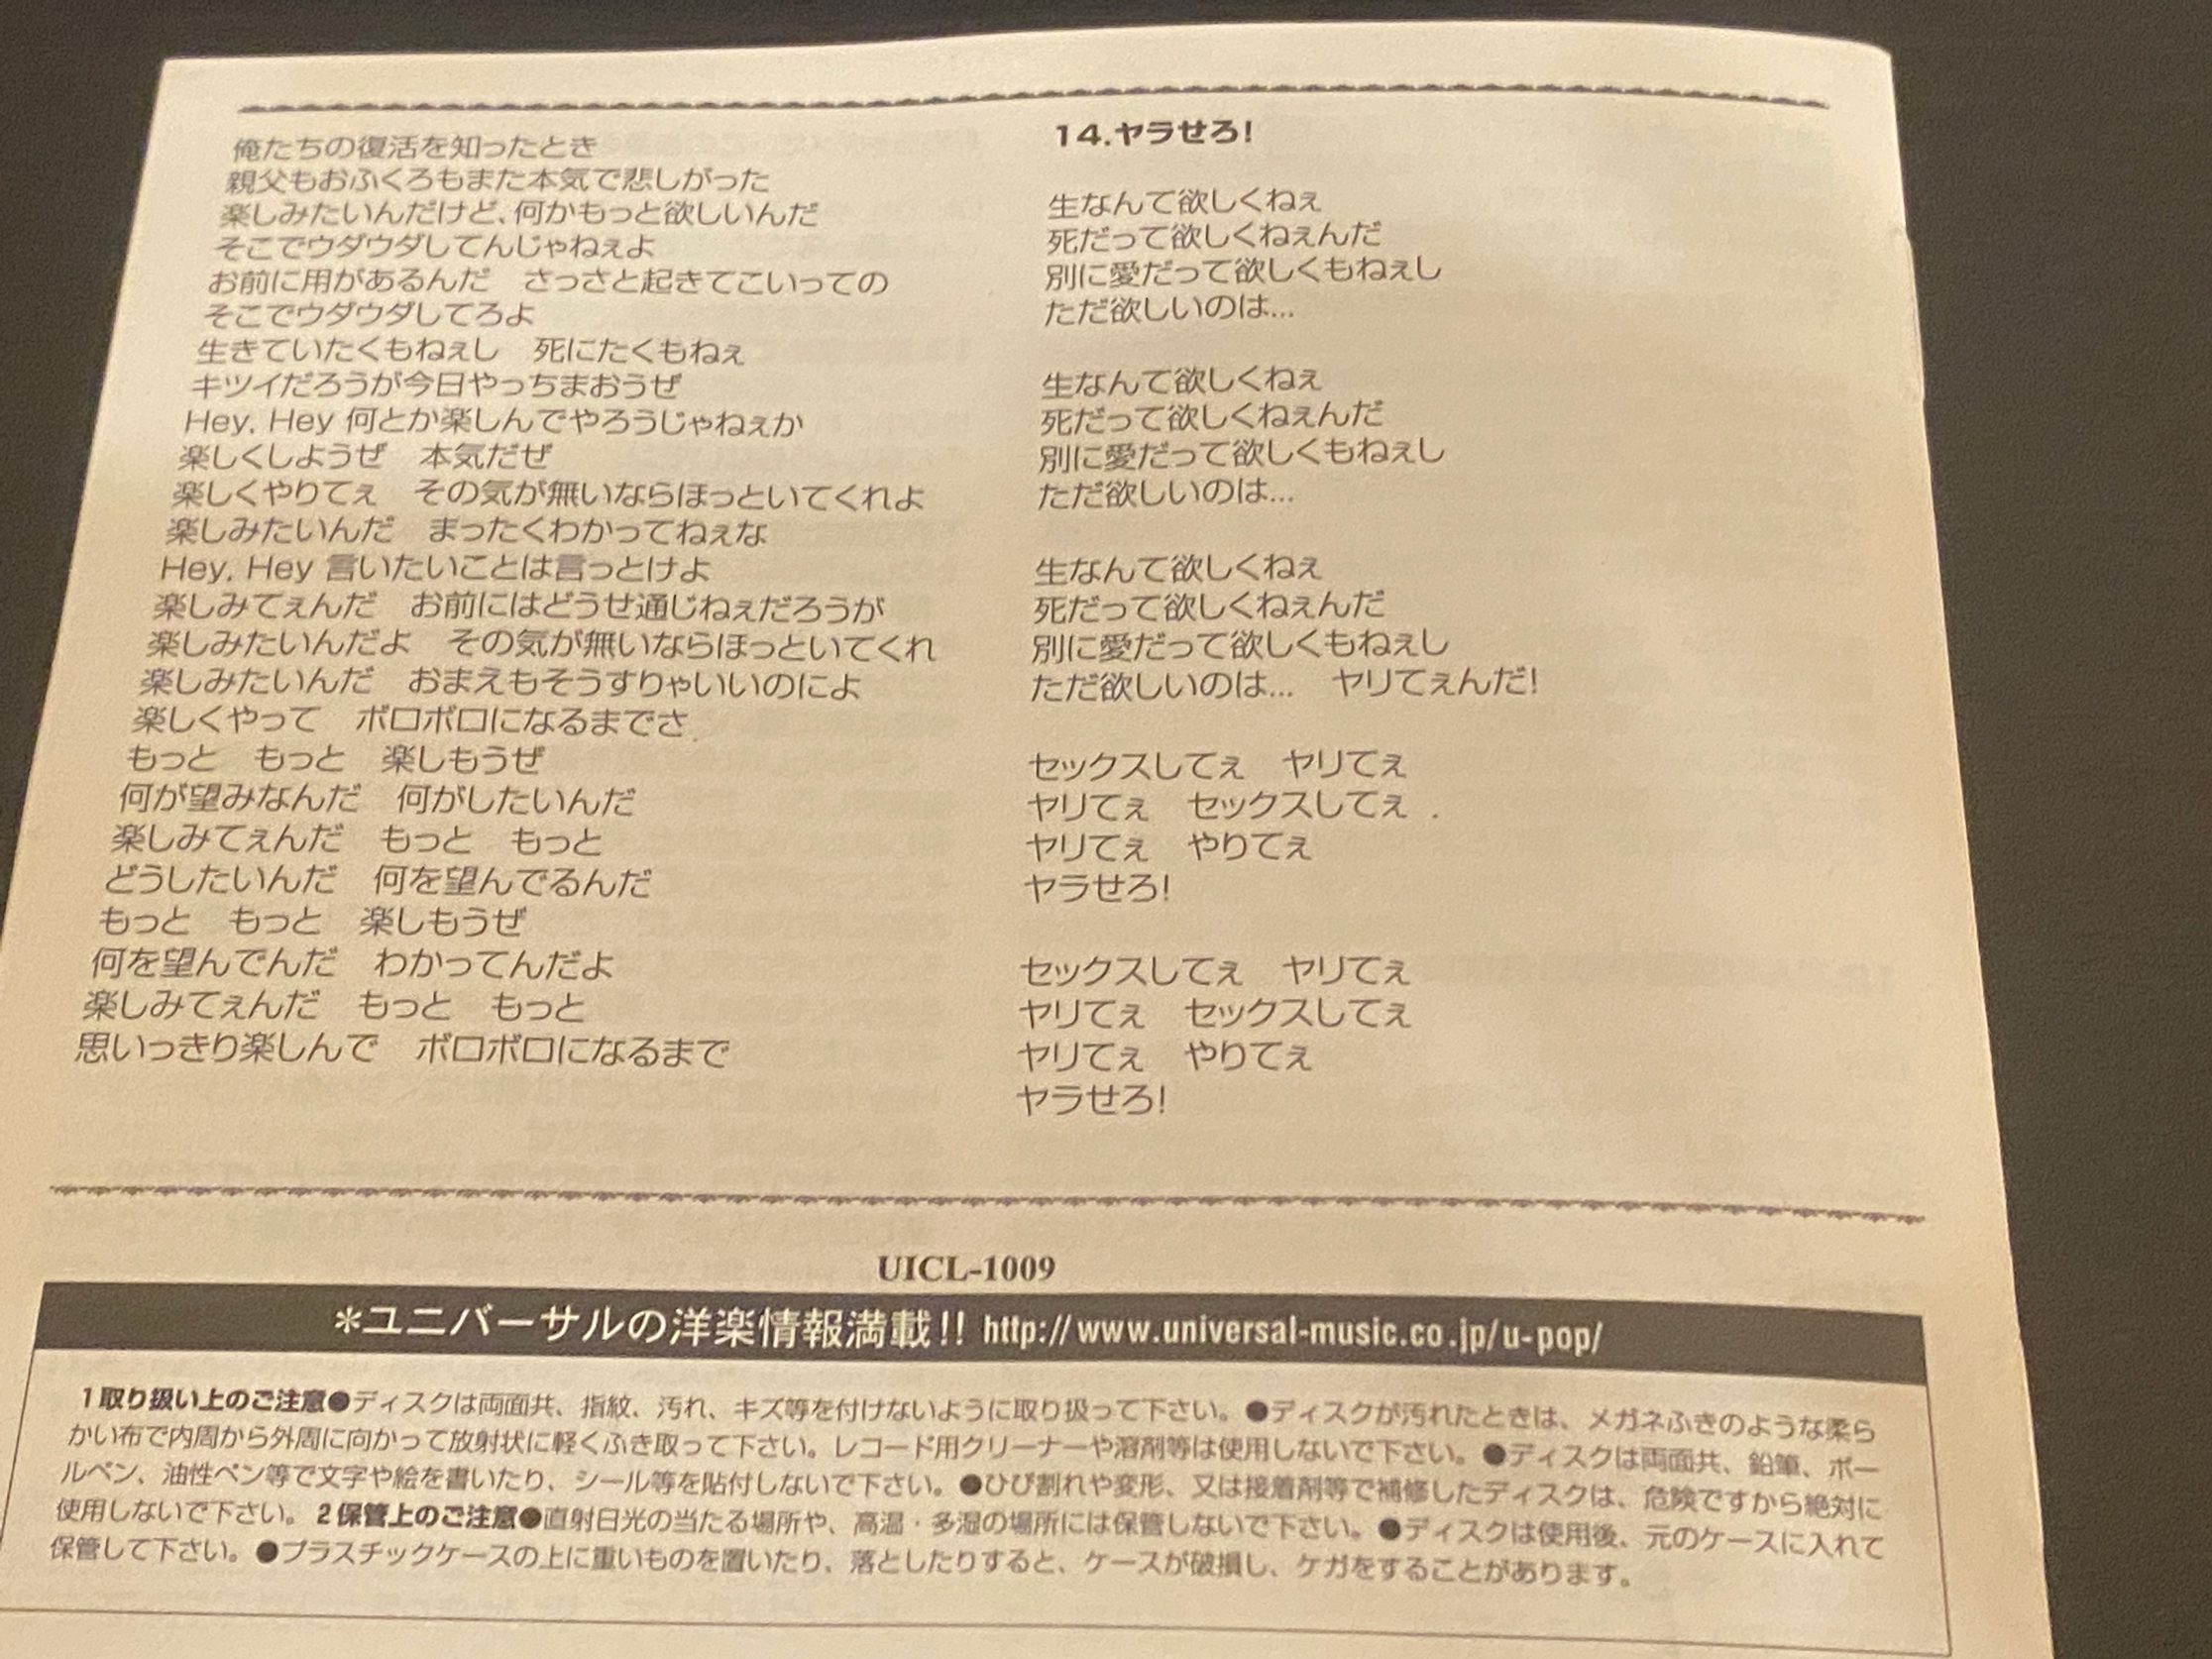 俺たちの復活を知ったとき
親父もおふくろもまた本気で悲しがった
楽しみたいんだけど、何かもっと欲しいんだ
そこでウダウダしてんじゃねぇよ
お前に用があるんだ　さっさと起きてこいっての
そこでウダウダしてろよ
生きていたくもねぇし　死にたくもねぇ
キツイだろうが今日やっちまおうぜ
Hey, Hey 何とか楽しんでやろうじゃねぇか
楽しくしようぜ　本気だぜ
楽しくやりてぇ　その気が無いならほっといてくれよ
楽しみたいんだ　まったくわかってねぇな
Hey, Hey 言いたいことは言っとけよ
楽しみてぇんだ　お前にはどうせ通じねぇだろうが
楽しみたいんだよ　その気が無いならほっといてくれ
楽しみたいんだ　おまえもそうすりゃいいのによ
楽しくやって　ボロボロになるまでさ
もっと　もっと　楽しもうぜ
何が望みなんだ　何がしたいんだ
楽しみてぇんだ　もっと　もっと
どうしたいんだ　何を望んでるんだ
もっと　もっと　楽しもうぜ
何を望んでんだ　わかってんだよ
楽しみてぇんだ　もっと　もっと
思いっきり楽しんで　ボロボロになるまで
14.ヤラせろ!
生なんて欲しくねぇ
死だって欲しくねぇんだ
別に愛だって欲しくもねぇし
ただ欲しいのは...
生なんて欲しくねぇ
死だって欲しくねぇんだ
別に愛だって欲しくもねぇし
ただ欲しいのは...
生なんて欲しくねぇ
死だって欲しくねぇんだ
別に愛だって欲しくもねぇし
ただ欲しいのは...　ヤリてぇんだ!
セックスしてぇ　ヤリてぇ
ヤリてぇ　セックスしてぇ
ヤリてぇ　やりてぇ
ヤラせろ!
セックスしてぇ　ヤリてぇ
ヤリてぇ　セックスしてぇ
ヤリてぇ　やりてぇ
ヤラせろ!
UICL-1009
＊ユニバーサルの洋楽情報満載!! http://www.universal-music.co.jp/u-pop/
1取り扱い上のご注意●ディスクは両面共、指紋、汚れ、キズ等を付けないように取り扱って下さい。●ディスクが汚れたときは、メガネふきのような柔ら
かい布で内周から外周に向かって放射状に軽くふき取って下さい。レコード用クリーナーや溶剤等は使用しないで下さい。●ディスクは両面共、鉛筆、ボー
ルペン、油性ペン等で文字や絵を書いたり、シール等を貼付しないで下さい。●ひび割れや変形、又は接着剤等で補修したディスクは、危険ですから絶対に
使用しないで下さい。2保管上のご注意●直射日光の当たる場所や、高温・多湿の場所には保管しないで下さい。●ディスクは使用後、元のケースに入れて
保管して下さい。●プラスチックケースの上に重いものを置いたり、落としたりすると、ケースが破損し、ケガをすることがあります。